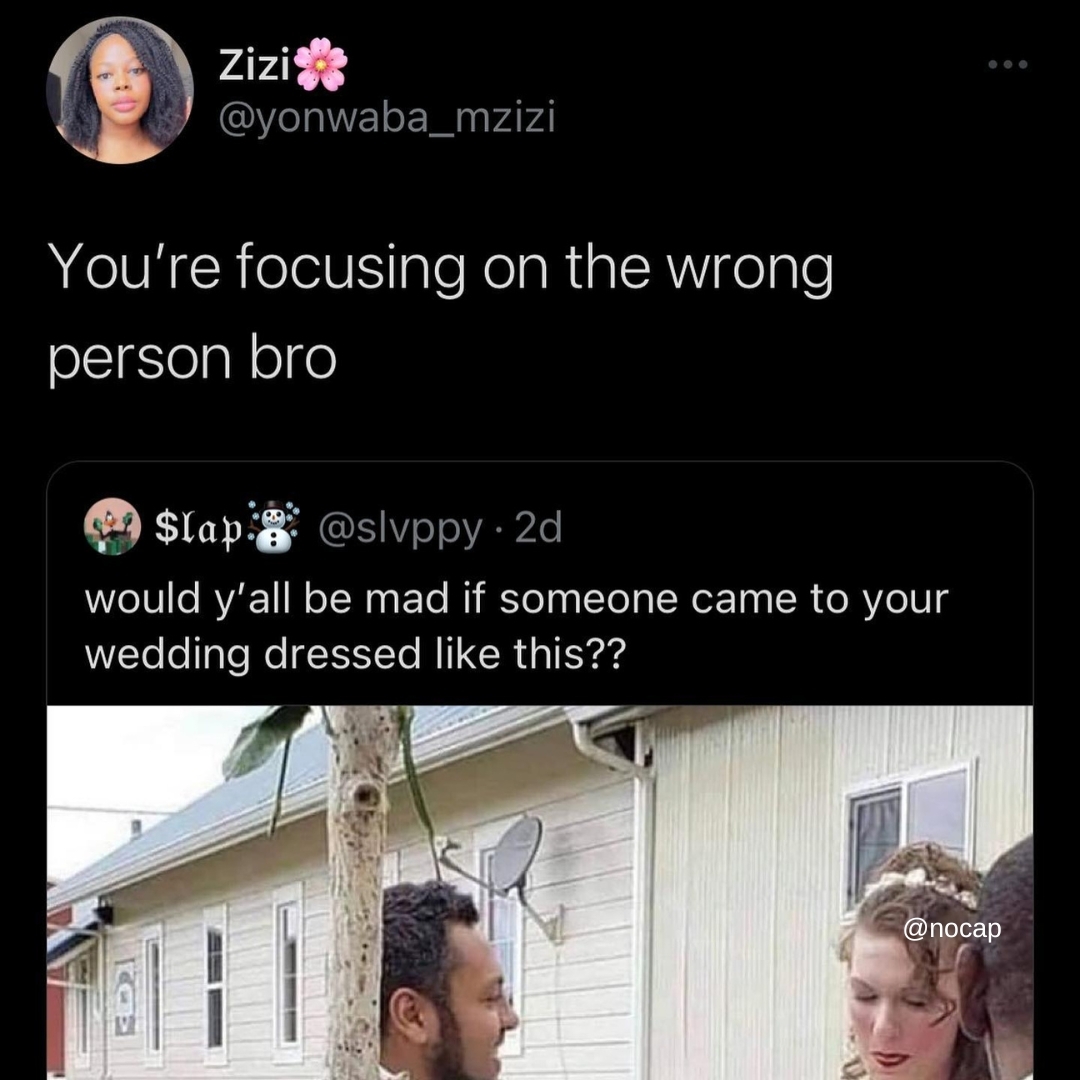 Zizi🌸
@yonwaba_mzizi
You’re focusing on the wrong
person bro
$𝔩𝔞𝔭☃️ @slvppy · 2d
would y’all be mad if someone came to your
wedding dressed like this??
@nocap